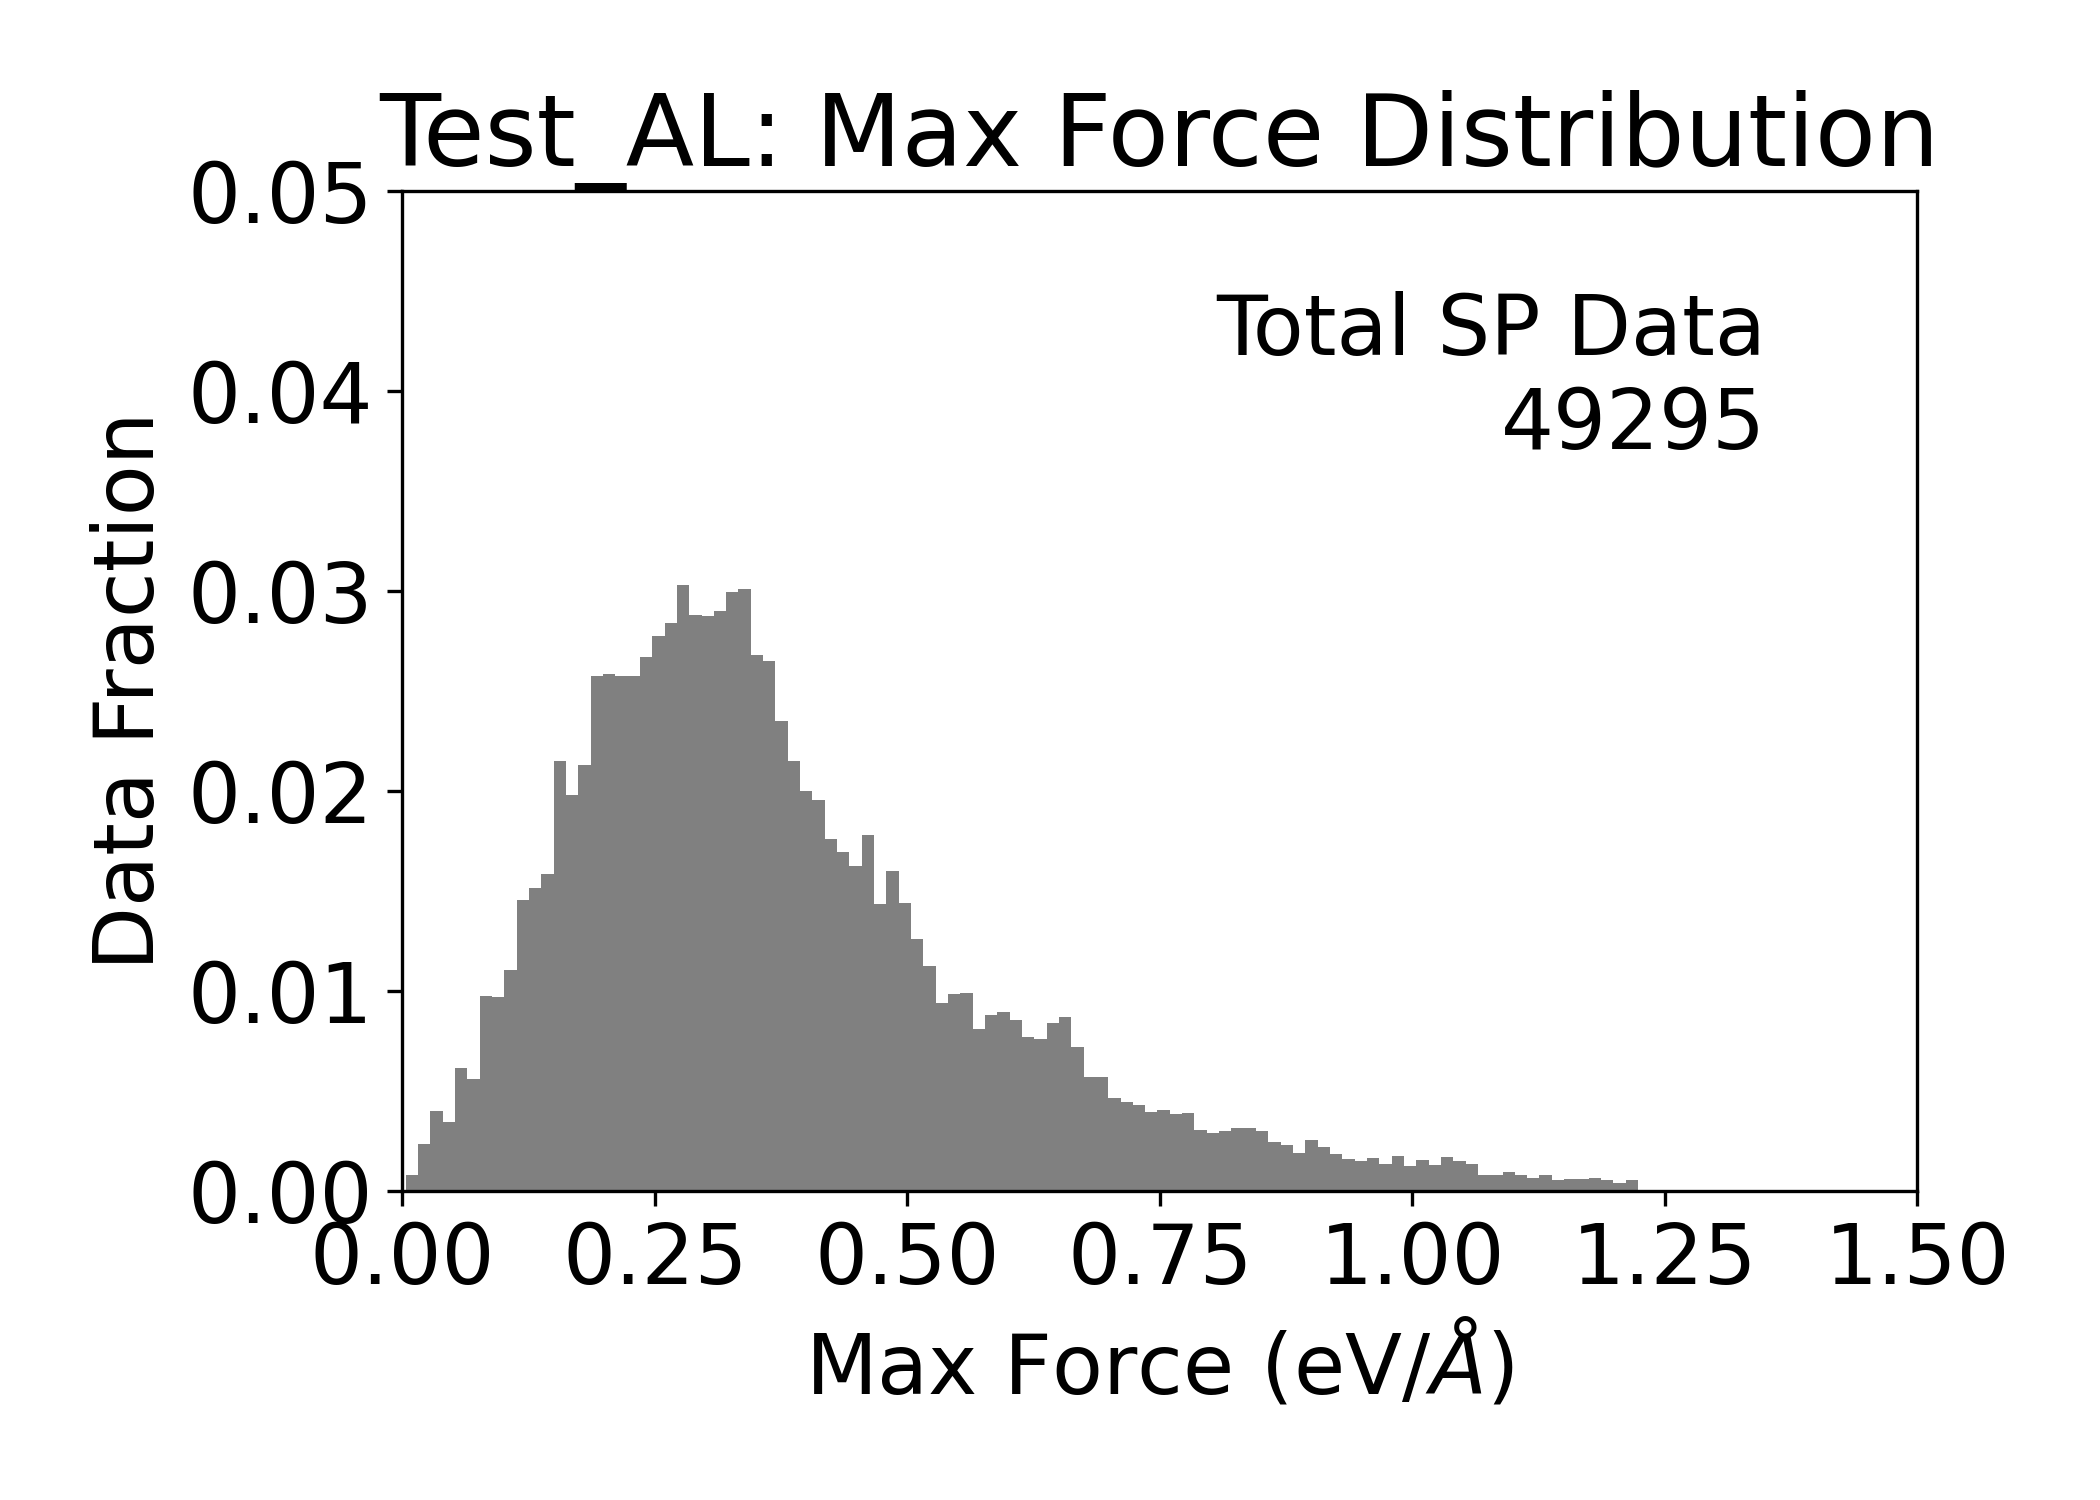 Test_AL: Max Force Distribution
Total SP Data
49295
Data Fraction
0.05
0.04
0.03
0.02
0.01
0.00
0.00 0.25 0.50 0.75 1.00 1.25 1.50
Max Force (eV/Å)